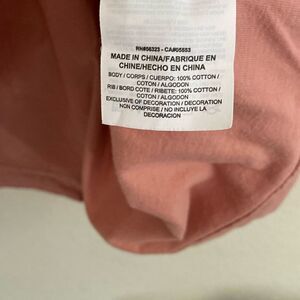 RN#56323 - CA#05553
MADE IN CHINA/FABRIQUE EN
CHINE/HECHO EN CHINA
BODY / CORPS / CUERPO: 100% COTTON /
COTON / ALGODON
RIB / BORD COTE / RIBETE: 100% COTTON /
COTON / ALGODON
EXCLUSIVE OF DECORATION / DECORATION
NON COMPRISE / NO INCLUYE LA
DECORACION